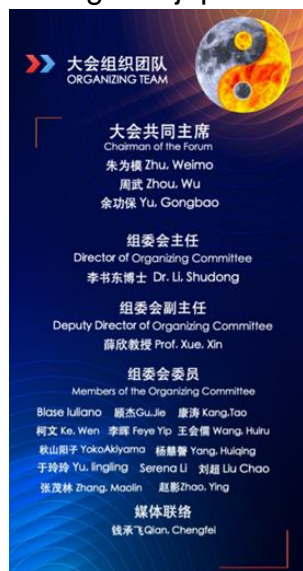 大会组织团队
ORGANIZING TEAM
大会共同主席
Chairman of the Forum
朱为模 Zhu, Weimo
周武 Zhou, Wu
余功保 Yu, Gongbao
组委会主任
Director of Organizing Committee
李书东博士 Dr. Li, Shudong
组委会副主任
Deputy Director of Organizing Committee
薛欣教授 Prof. Xue, Xin
组委会委员
Members of the Organizing Committee
Blase Iuliano 顾杰Gu.Jie 康涛 Kang,Tao
柯文 Ke, Wen 李晖 Feye Yip 王会儒 Wang, Huiru
秋山阳子 YokoAkiyama 杨慧馨 Yang, Huiqing
于玲玲 Yu, lingling Serena Li 刘超 Liu Chao
张茂林 Zhang, Maolin 赵影Zhao, Ying
媒体联络
钱承飞Qian, Chengfei